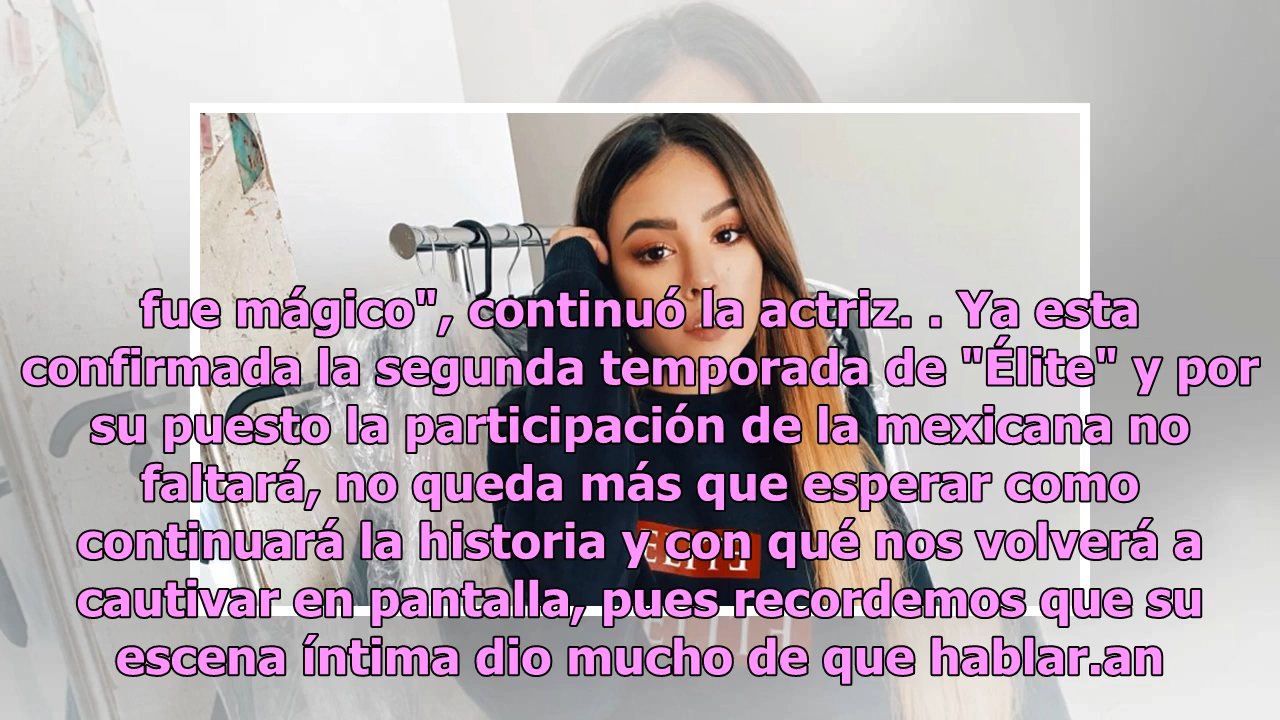 fue mágico", continuó la actriz. . Ya esta
confirmada la segunda temporada de "Élite" y por
su puesto la participación de la mexicana no
faltará, no queda más que esperar como
continuará la historia y con qué nos volverá a
cautivar en pantalla, pues recordemos que su
escena íntima dio mucho de que hablar.an